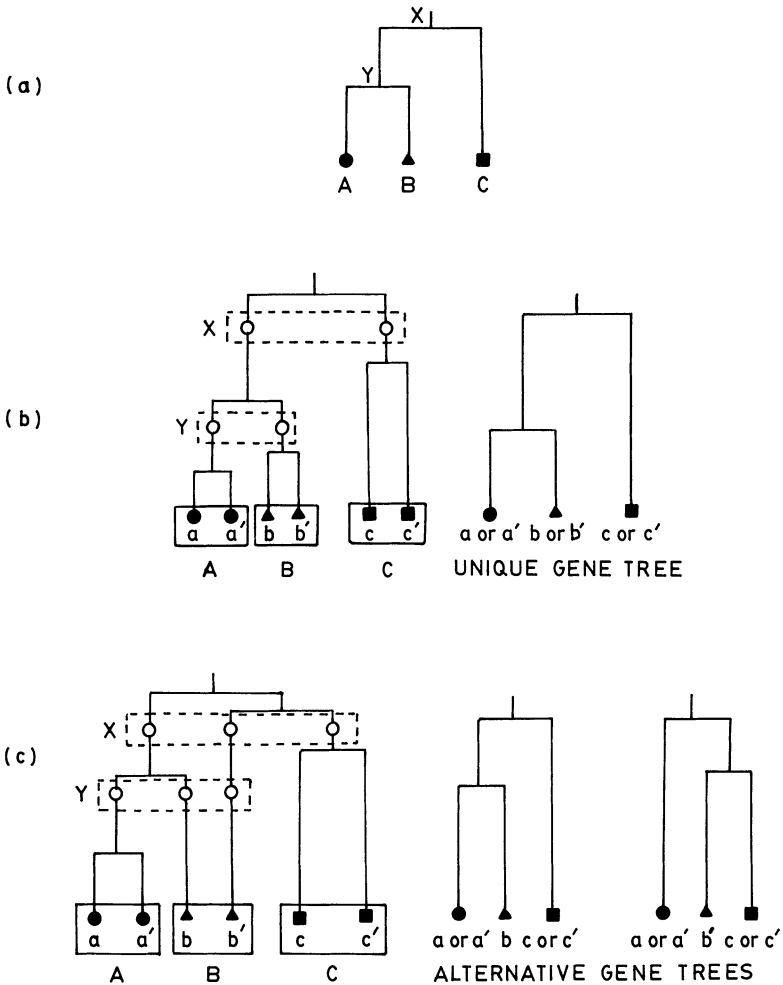 X
(a)
Y
A B C
X
(b)
Y
a a′ b b′ c c′
a or a′ b or b′ c or c′
A B C
UNIQUE GENE TREE
X
(c)
Y
a a′ b b′ c c′
a or a′ b c or c′
a or a′ b′ c or c′
A B C
ALTERNATIVE GENE TREES